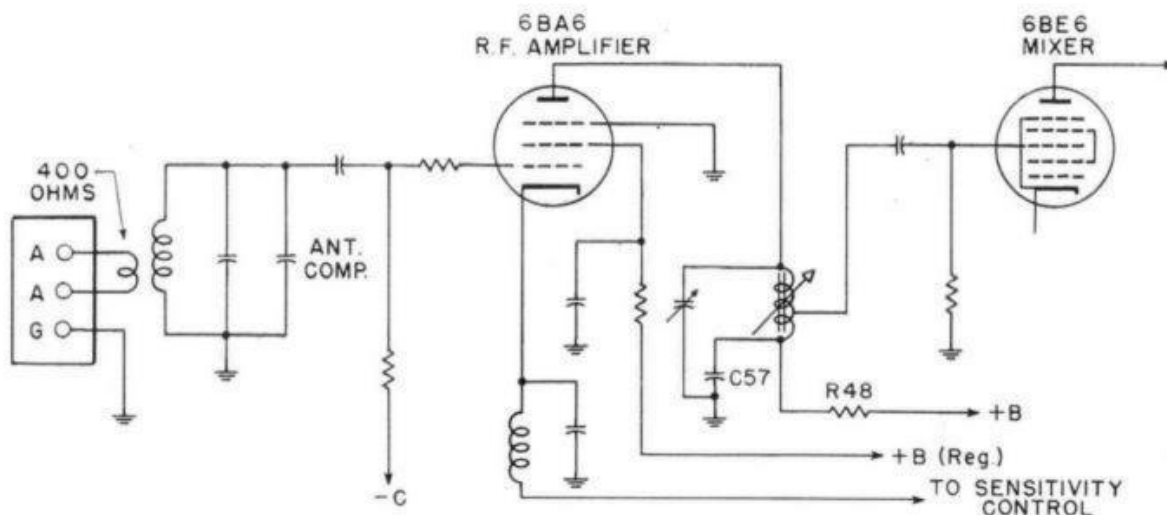 6BA6
R.F. AMPLIFIER
6BE6
MIXER
400
OHMS
A
A
G
ANT.
COMP.
C57
R48
+B
+B (Reg.)
-C
TO SENSITIVITY
CONTROL